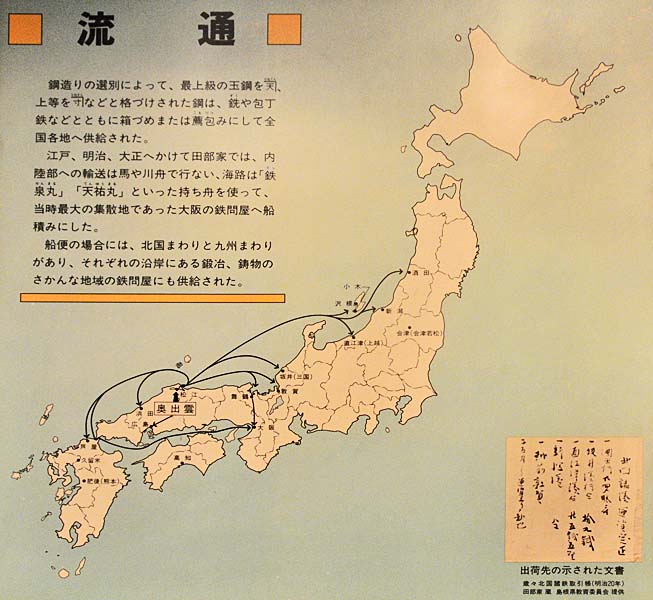 流通
鋼造りの選別によって、最上級の玉鋼を天、
上等を寸などと格づけされた鋼は、銑や包丁
鉄などとともに箱づめまたは薦包みにして全
国各地へ供給された。
江戸、明治、大正へかけて田部家では、内
陸部への輸送は馬や川舟で行ない、海路は「鉄
泉丸」「天祐丸」といった持ち舟を使って、
当時最大の集散地であった大阪の鉄問屋へ船
積みにした。
船便の場合には、北国まわりと九州まわり
があり、それぞれの沿岸にある鍛冶、鋳物の
さかんな地域の鉄問屋にも供給された。
酒田
小木
沢根
新潟
会津(会津若松)
直江津(上越)
坂井(三国)
敦賀
舞鶴
松江
奥出雲
浜田
広島
大阪
高知
芦屋
久留米
肥後(熊本)
出荷先の示された文書
歳々北国諸鉄取引帳(明治20年)
田部家蔵 島根県教育委員会提供